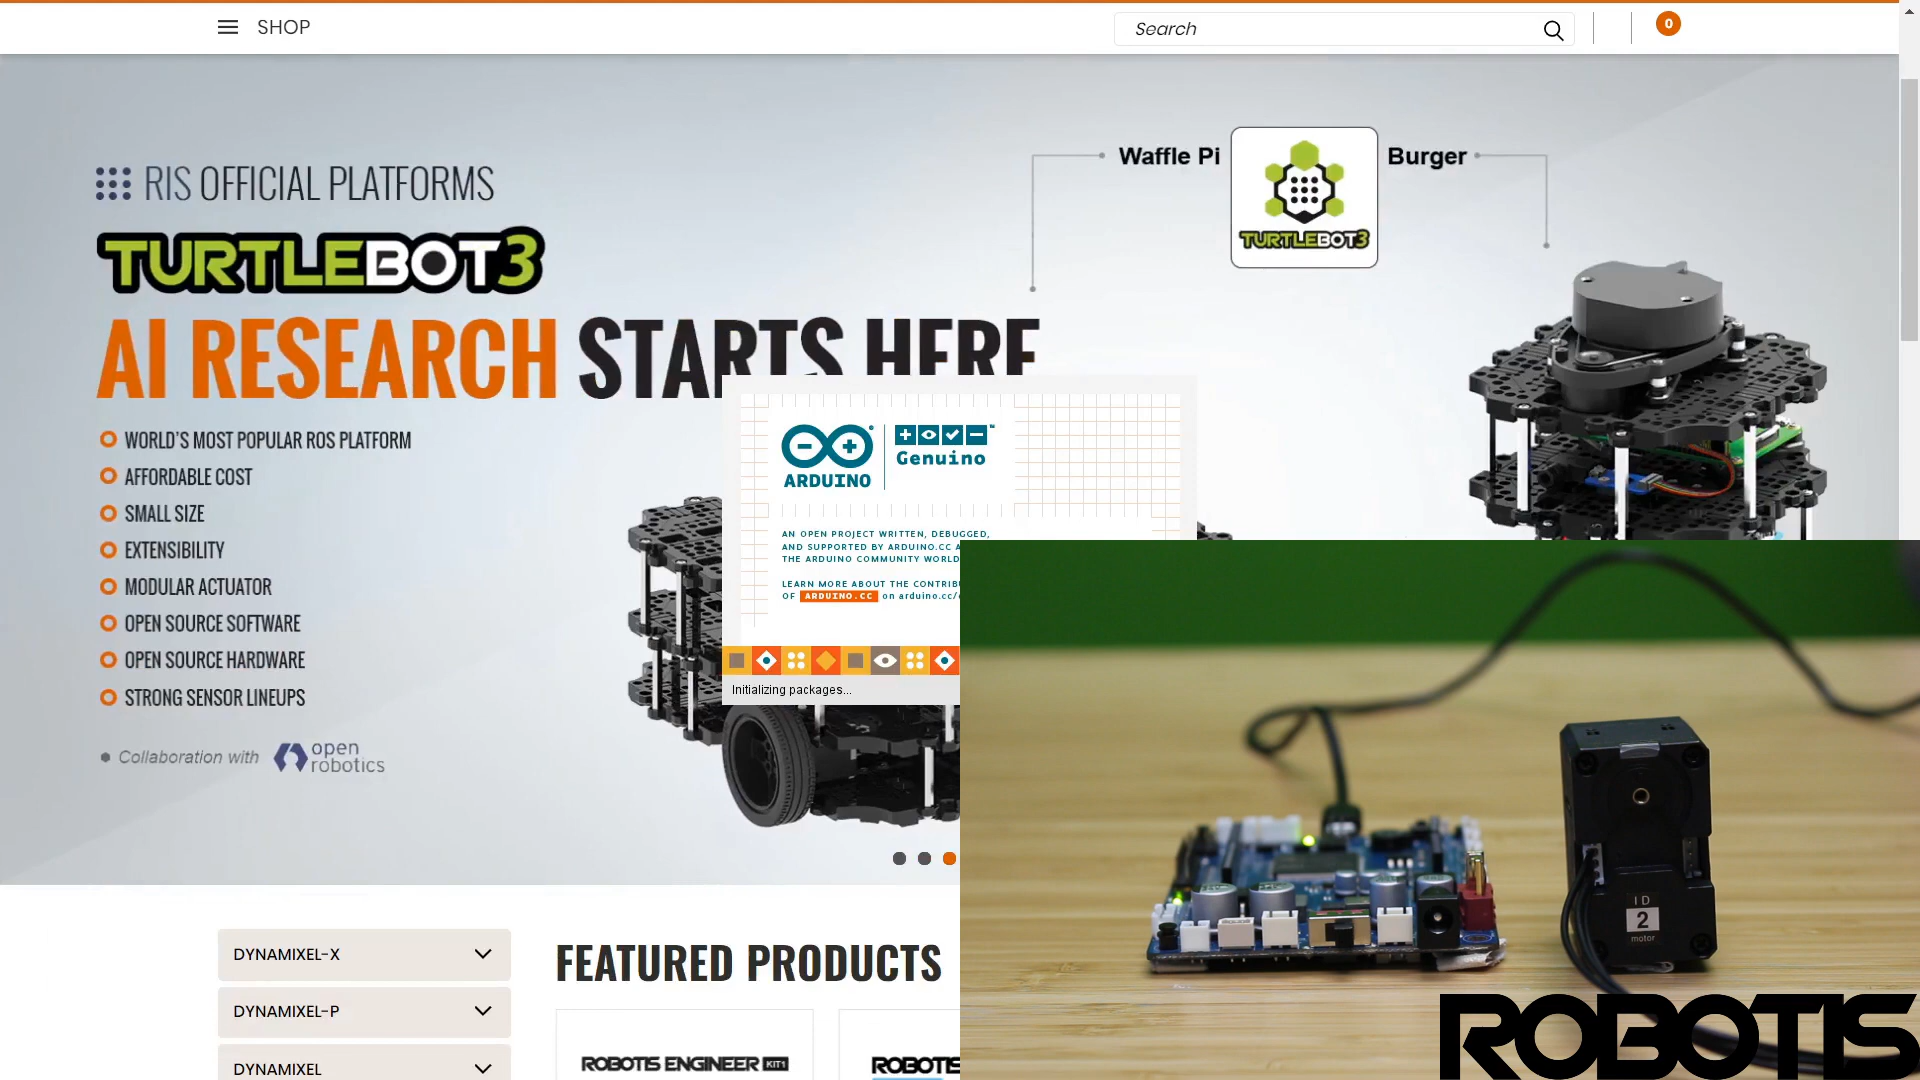 SHOP
Search
0
Waffle Pi
TURTLEBOT3
Burger
RIS OFFICIAL PLATFORMS
TURTLEBOT3
AI RESEARCH STARTS HERE
WORLD'S MOST POPULAR ROS PLATFORM
AFFORDABLE COST
SMALL SIZE
EXTENSIBILITY
MODULAR ACTUATOR
OPEN SOURCE SOFTWARE
OPEN SOURCE HARDWARE
STRONG SENSOR LINEUPS
Collaboration with open robotics
ARDUINO
Genuino
AN OPEN PROJECT WRITTEN, DEBUGGED,
AND SUPPORTED BY ARDUINO.CC A
THE ARDUINO COMMUNITY WORLD
LEARN MORE ABOUT THE CONTRIBU
OF ARDUINO.CC on arduino.cc/
Initializing packages...
ID
2
motor
DYNAMIXEL-X
DYNAMIXEL-P
DYNAMIXEL
FEATURED PRODUCTS
ROBOTIS ENGINEER KIT1
ROBOTIS
ROBOTIS